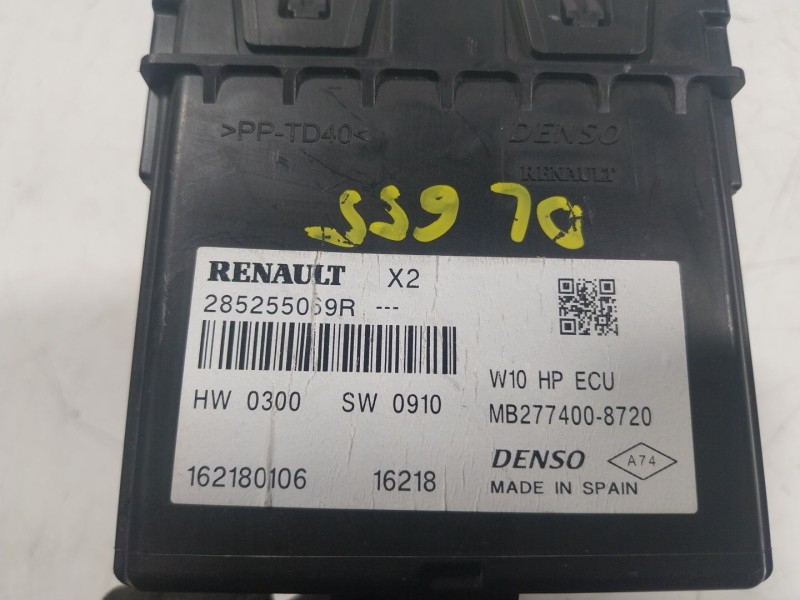 >PP-TD40<
DENSO
RENAULT
RENAULT X2
285255069R ---
HW 0300 SW 0910
162180106 16218
W10 HP ECU
MB277400-8720
DENSO A74
MADE IN SPAIN